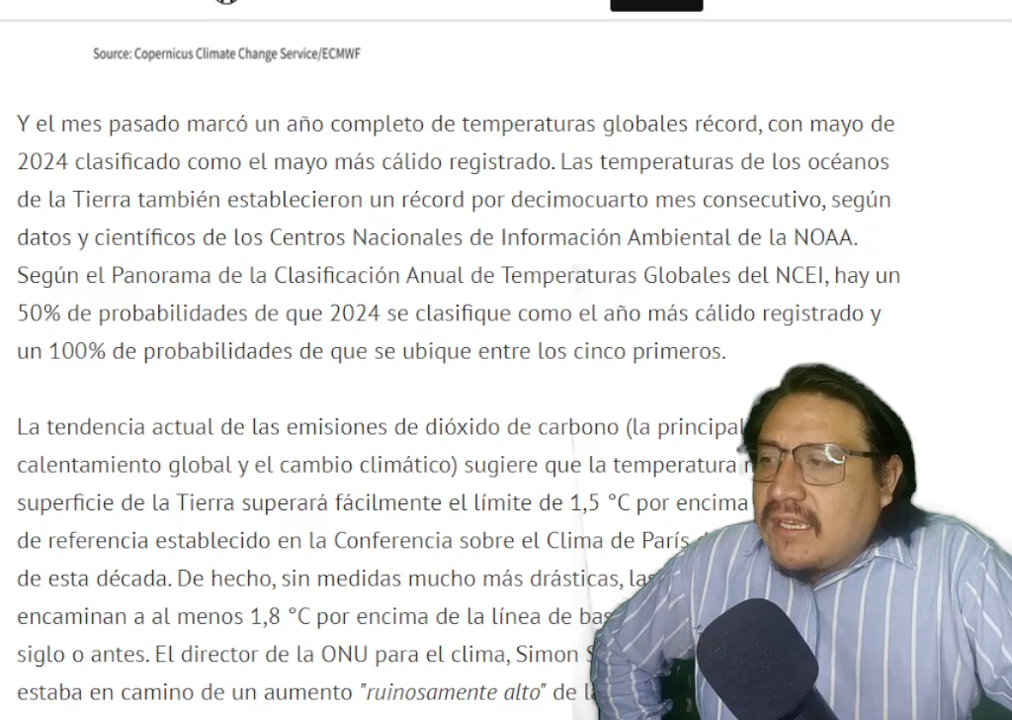 Source: Copernicus Climate Change Service/ECMWF
Y el mes pasado marcó un año completo de temperaturas globales récord, con mayo de
2024 clasificado como el mayo más cálido registrado. Las temperaturas de los océanos
de la Tierra también establecieron un récord por decimocuarto mes consecutivo, según
datos y científicos de los Centros Nacionales de Información Ambiental de la NOAA.
Según el Panorama de la Clasificación Anual de Temperaturas Globales del NCEI, hay un
50% de probabilidades de que 2024 se clasifique como el año más cálido registrado y
un 100% de probabilidades de que se ubique entre los cinco primeros.
La tendencia actual de las emisiones de dióxido de carbono (la principal
calentamiento global y el cambio climático) sugiere que la temperatura
superficie de la Tierra superará fácilmente el límite de 1,5 °C por encima
de referencia establecido en la Conferencia sobre el Clima de París
de esta década. De hecho, sin medidas mucho más drásticas,
encaminan a al menos 1,8 °C por encima de la línea de
siglo o antes. El director de la ONU para el clima, Simon
estaba en camino de un aumento "ruinosamente alto" de